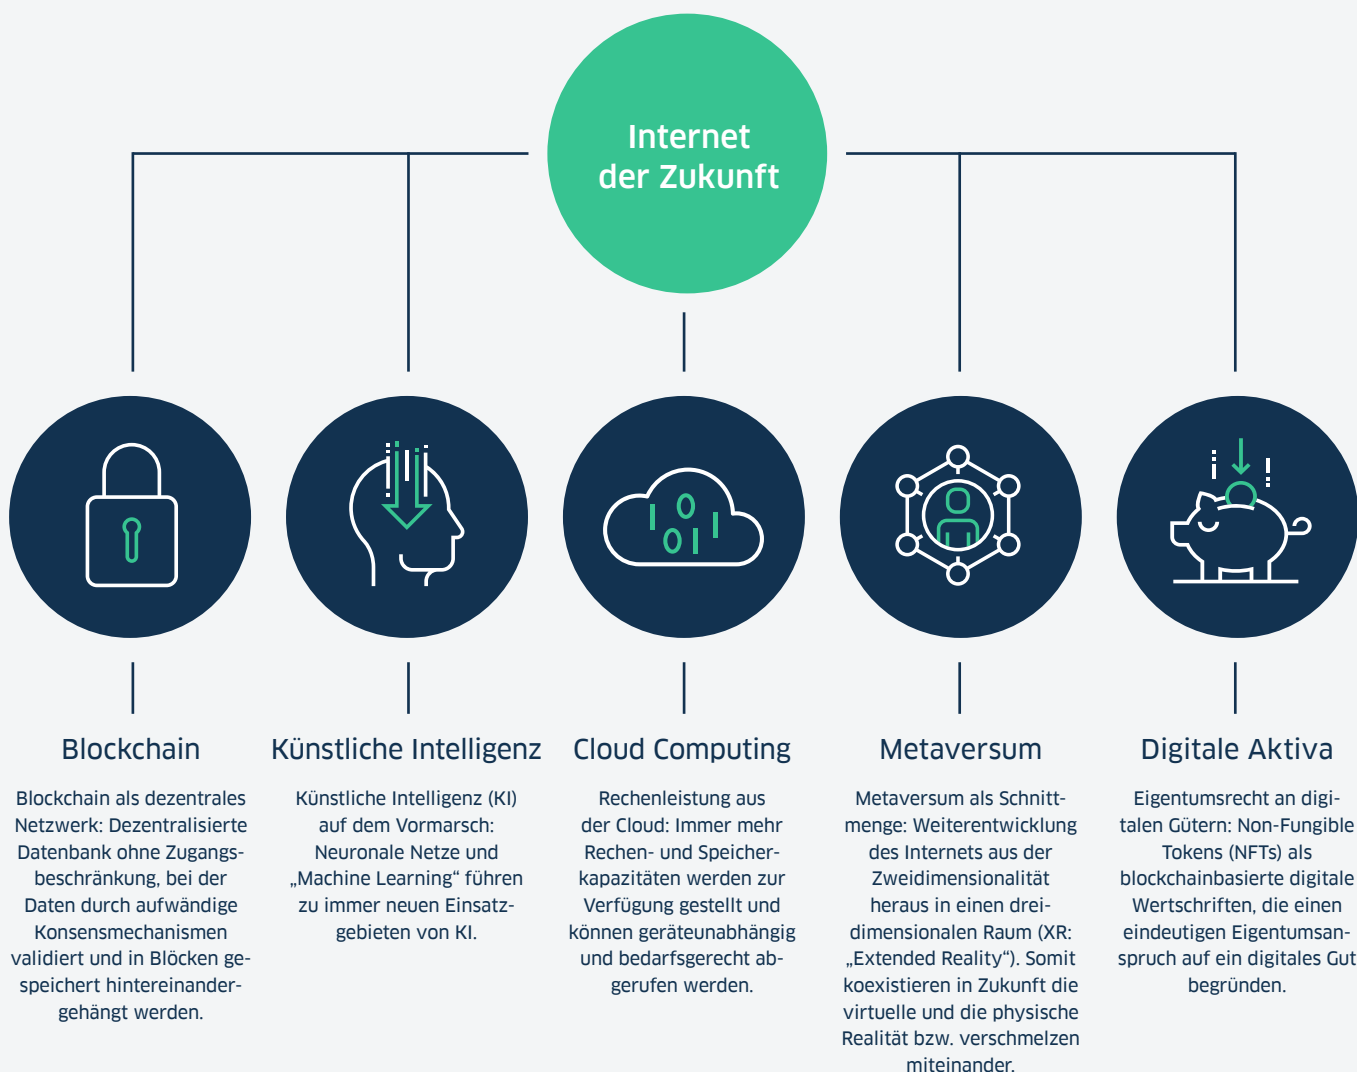 Internet
der Zukunft
Blockchain
Blockchain als dezentrales
Netzwerk: Dezentralisierte
Datenbank ohne Zugangs-
beschränkung, bei der
Daten durch aufwändige
Konsensmechanismen
validiert und in Blöcken ge-
speichert hintereinander-
gehängt werden.
Künstliche Intelligenz
Künstliche Intelligenz (KI)
auf dem Vormarsch:
Neuronale Netze und
„Machine Learning“ führen
zu immer neuen Einsatz-
gebieten von KI.
Cloud Computing
Rechenleistung aus
der Cloud: Immer mehr
Rechen- und Speicher-
kapazitäten werden zur
Verfügung gestellt und
können geräteunabhängig
und bedarfsgerecht ab-
gerufen werden.
Metaversum
Metaversum als Schnitt-
menge: Weiterentwicklung
des Internets aus der
Zweidimensionalität
heraus in einen drei-
dimensionalen Raum (XR:
„Extended Reality“). Somit
koexistieren in Zukunft die
virtuelle und die physische
Realität bzw. verschmelzen
miteinander.
Digitale Aktiva
Eigentumsrecht an digi-
talen Gütern: Non-Fungible
Tokens (NFTs) als
blockchainbasierte digitale
Wertschriften, die einen
eindeutigen Eigentumsan-
spruch auf ein digitales Gut
begründen.